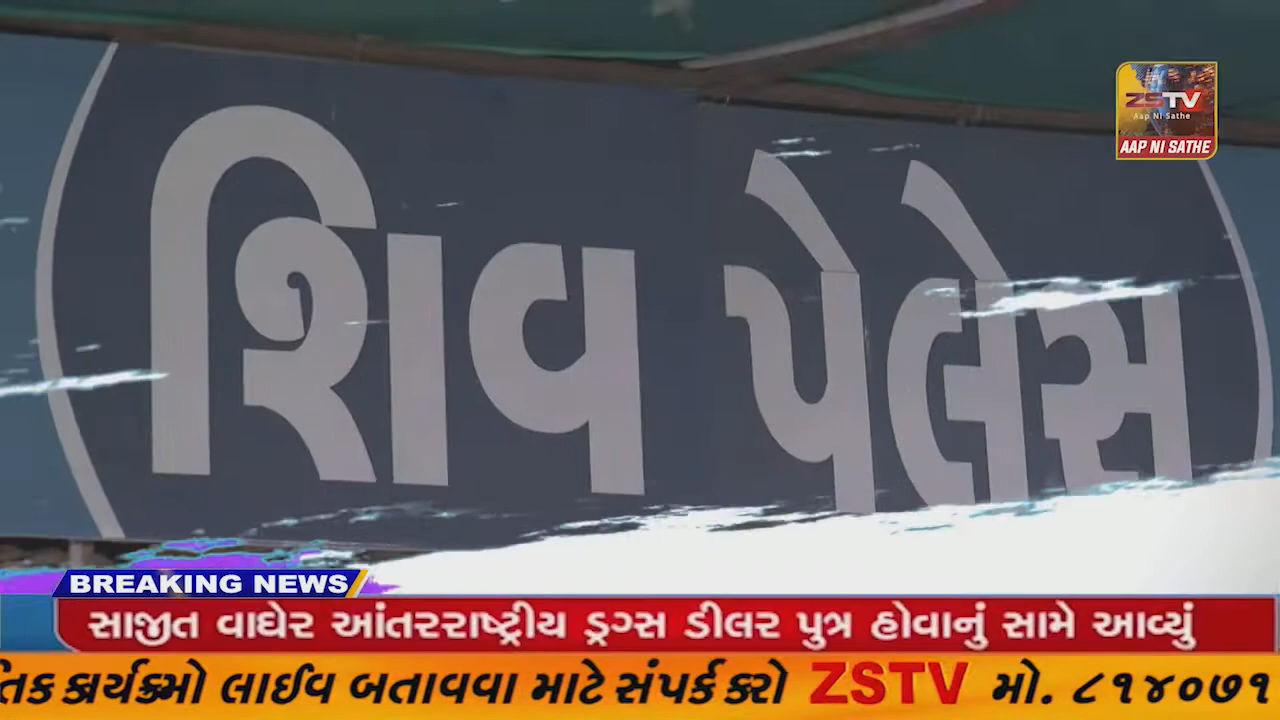 ZSTV
Aap Ni Sathe
AAP NI SATHE
શિવ પેલેસ
BREAKING NEWS
સાજીત વાઘેર આંતરરાષ્ટ્રીય ડ્રગ્સ ડીલર પુત્ર હોવાનું સામે આવ્યું
તિક કાર્યક્રમો લાઈવ બતાવવા માટે સંપર્ક કરો ZSTV મો. ૮૧૪૦૭૧